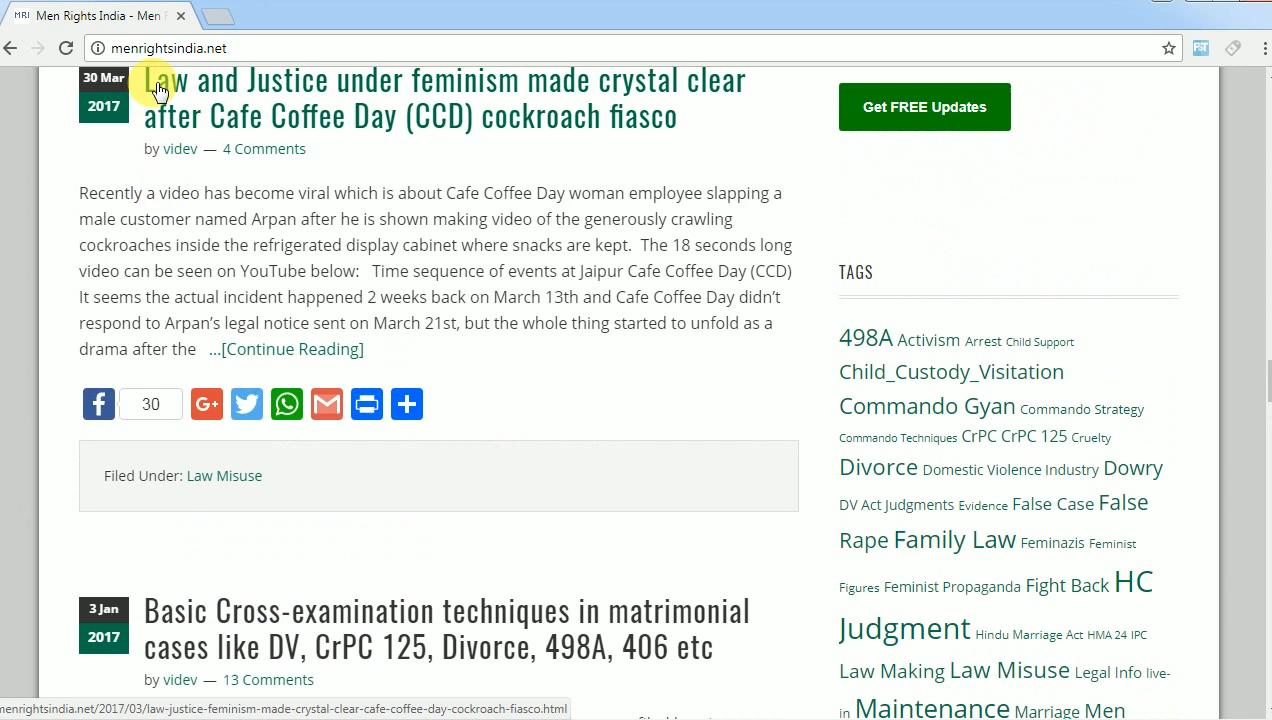 MRI Men Rights India - Men
menrightsindia.net
30 Mar
2017
Law and Justice under feminism made crystal clear
after Cafe Coffee Day (CCD) cockroach fiasco
by videv — 4 Comments
Recently a video has become viral which is about Cafe Coffee Day woman employee slapping a
male customer named Arpan after he is shown making video of the generously crawling
cockroaches inside the refrigerated display cabinet where snacks are kept. The 18 seconds long
video can be seen on YouTube below: Time sequence of events at Jaipur Cafe Coffee Day (CCD)
It seems the actual incident happened 2 weeks back on March 13th and Cafe Coffee Day didn’t
respond to Arpan’s legal notice sent on March 21st, but the whole thing started to unfold as a
drama after the ...[Continue Reading]
30
Filed Under: Law Misuse
3 Jan
2017
Basic Cross-examination techniques in matrimonial
cases like DV, CrPC 125, Divorce, 498A, 406 etc
by videv — 13 Comments
menrightsindia.net/2017/03/law-justice-feminism-made-crystal-clear-cafe-coffee-day-cockroach-fiasco.html
Get FREE Updates
TAGS
498A Activism Arrest Child Support
Child_Custody_Visitation
Commando Gyan Commando Strategy
Commando Techniques CrPC CrPC 125 Cruelty
Divorce Domestic Violence Industry Dowry
DV Act Judgments Evidence False Case False
Rape Family Law Feminazis Feminist
Figures Feminist Propaganda Fight Back HC
Judgment Hindu Marriage Act HMA 24 IPC
Law Making Law Misuse Legal Info live-
in Maintenance Marriage Men